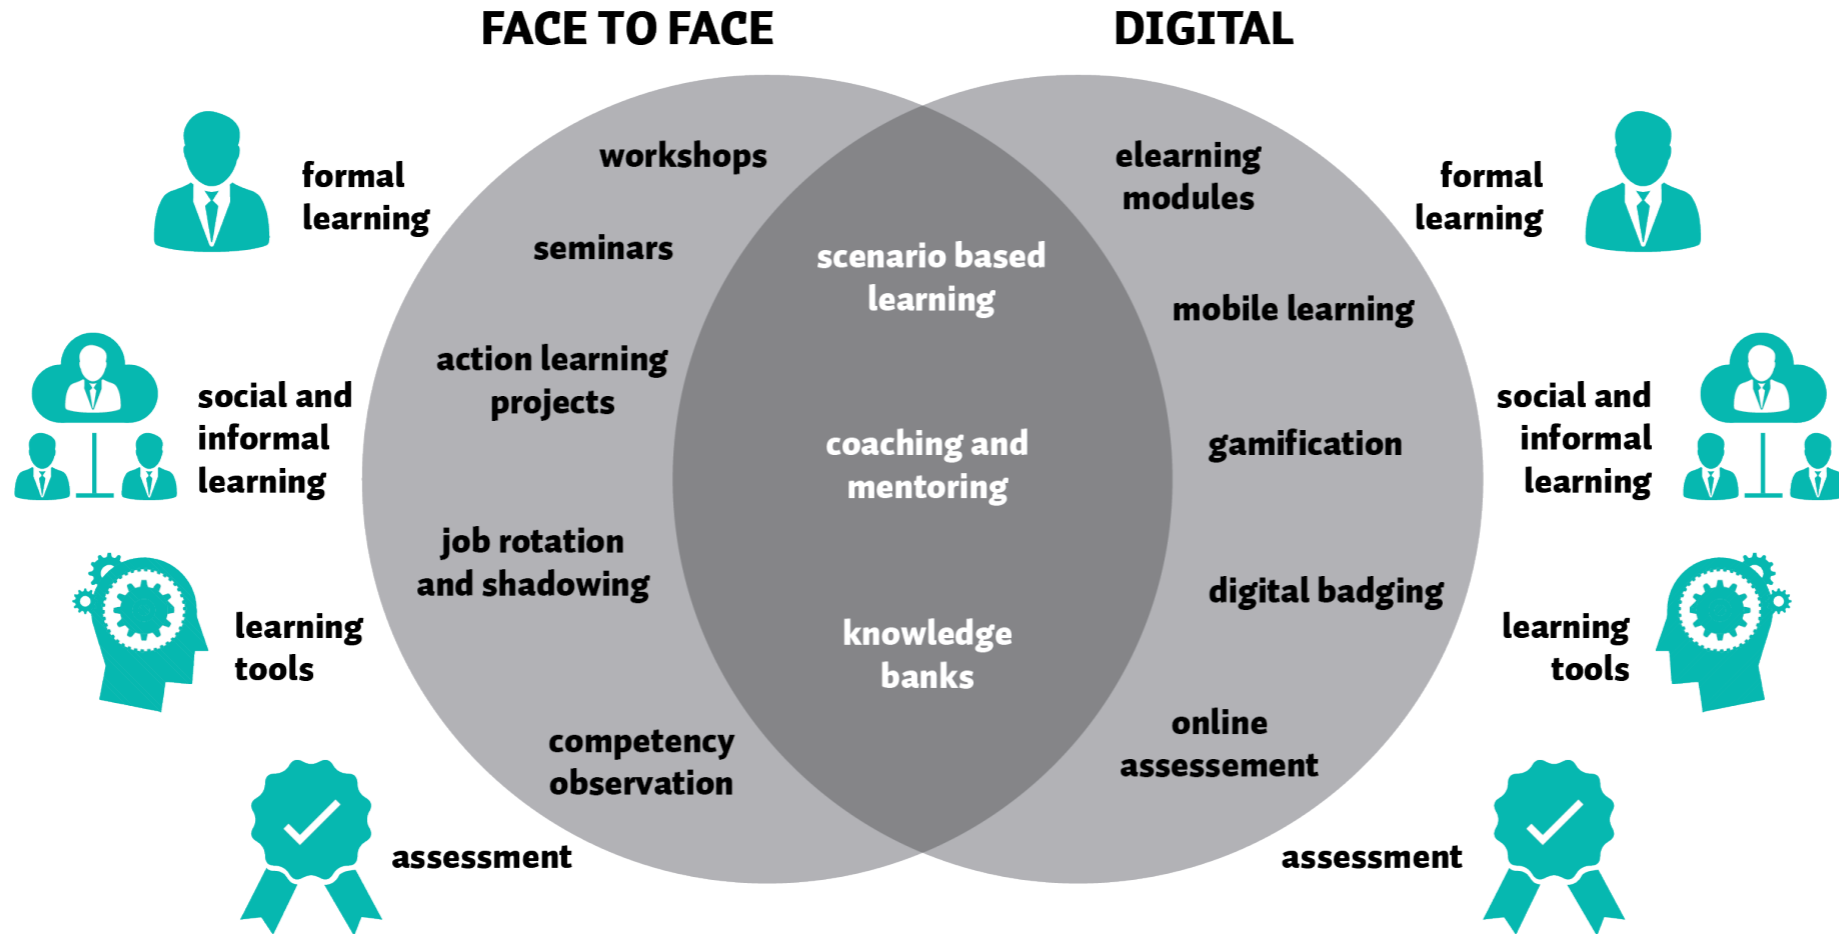 FACE TO FACE
DIGITAL
formal
learning
social and
informal
learning
learning
tools
assessment
workshops
seminars
action learning
projects
job rotation
and shadowing
competency
observation
scenario based
learning
coaching and
mentoring
knowledge
banks
elearning
modules
mobile learning
gamification
digital badging
online
assessement
formal
learning
social and
informal
learning
learning
tools
assessment